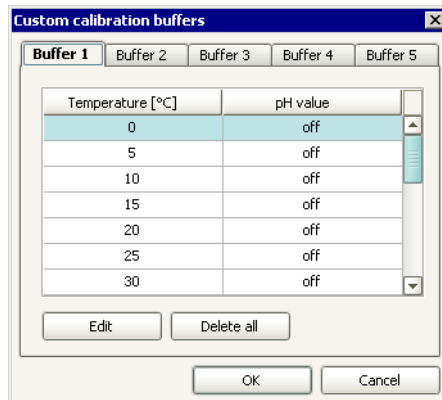 Custom calibration buffers
Buffer 1 Buffer 2 Buffer 3 Buffer 4 Buffer 5
Temperature [°C] pH value
0 off
5 off
10 off
15 off
20 off
25 off
30 off
Edit Delete all
OK Cancel